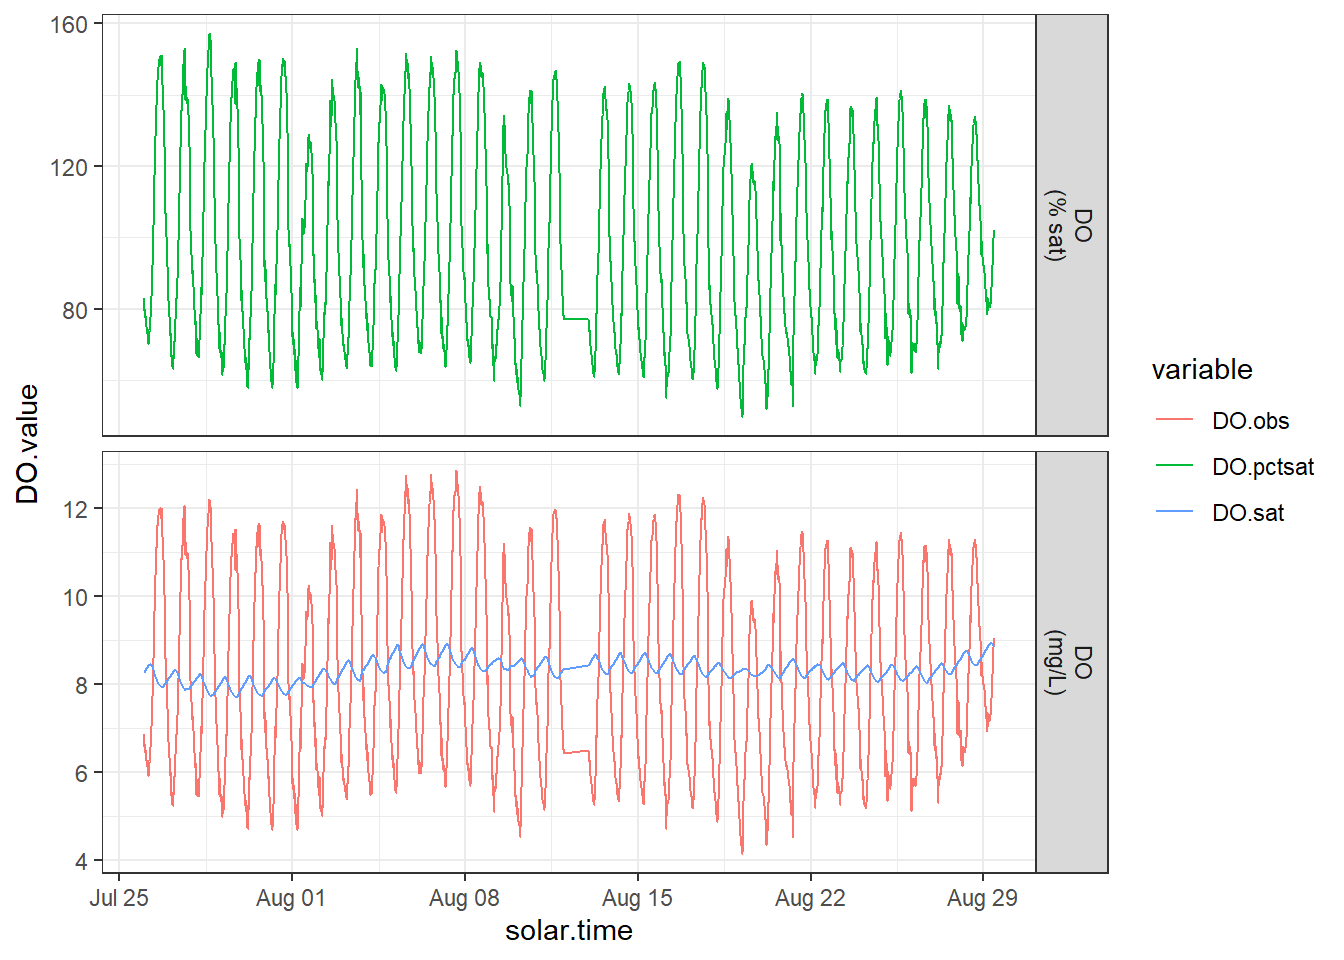 DO.value
160
120
80
DO
(% sat)
12
10
8
6
4
DO
(mg/L)
Jul 25
Aug 01
Aug 08
Aug 15
Aug 22
Aug 29
solar.time
variable
DO.obs
DO.pctsat
DO.sat